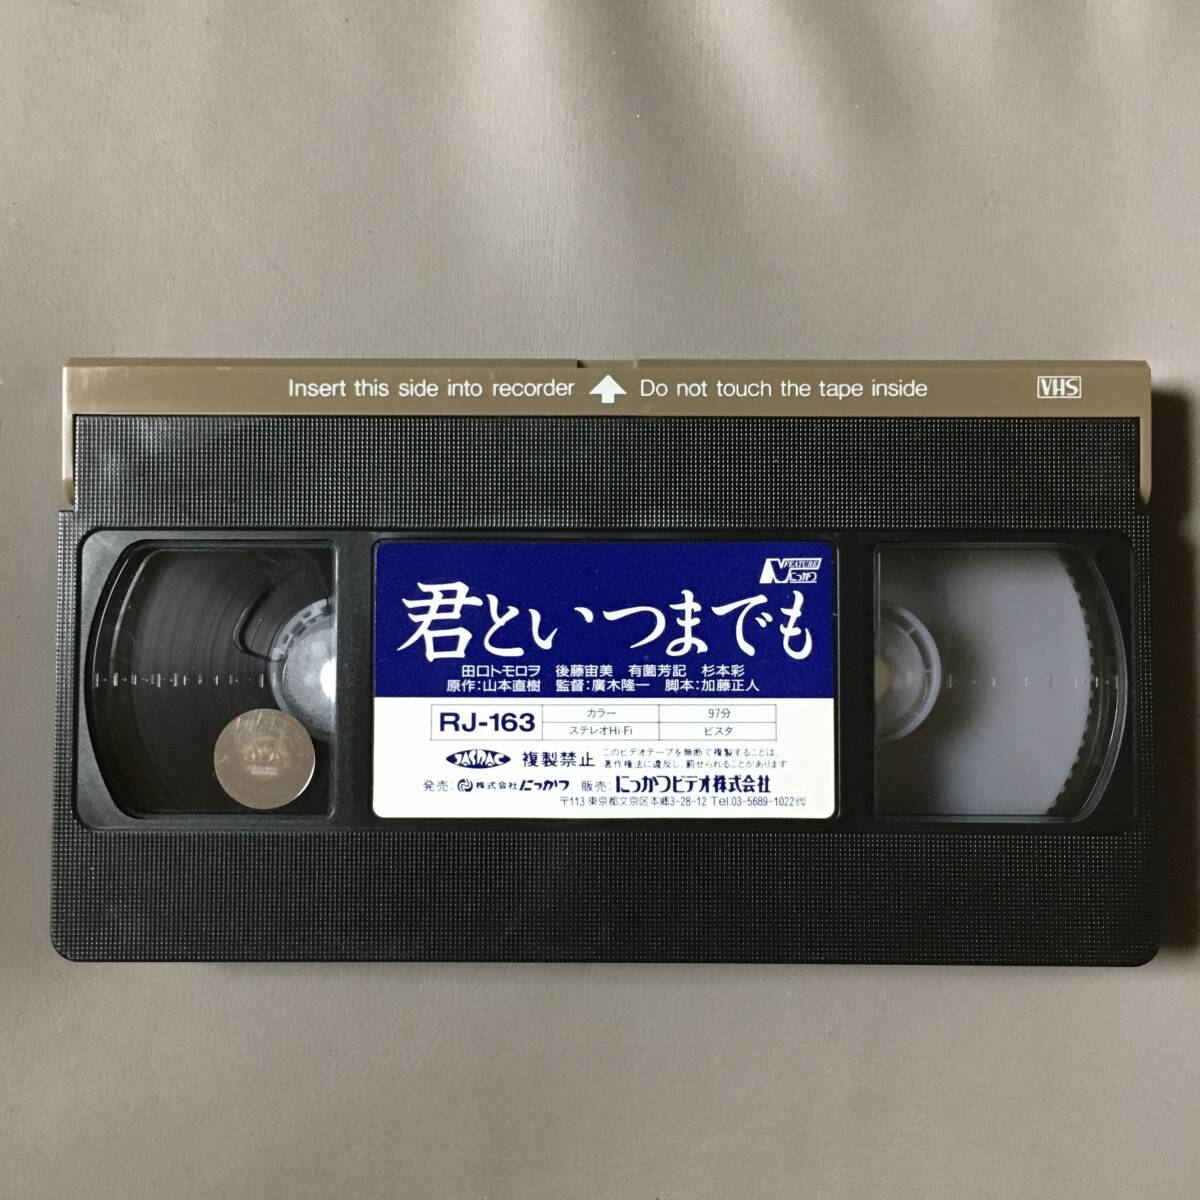 Insert this side into recorder Do not touch the tape inside VHS
N FEATURE
にっかつ
君といつまでも
田口トモロヲ 後藤宙美 有薗芳記 杉本彩
原作:山本直樹 監督:廣木隆一 脚本:加藤正人
RJ-163 カラー 97分
ステレオHi-Fi ビスタ
JASRAC 複製禁止 このビデオテープを無断で複製することは、
著作権法に違反し、罰せられることがあります
発売: 株式会社にっかつ 販売:にっかつビデオ株式会社
〒113 東京都文京区本郷3-28-12 Tel.03-5689-1022㈹